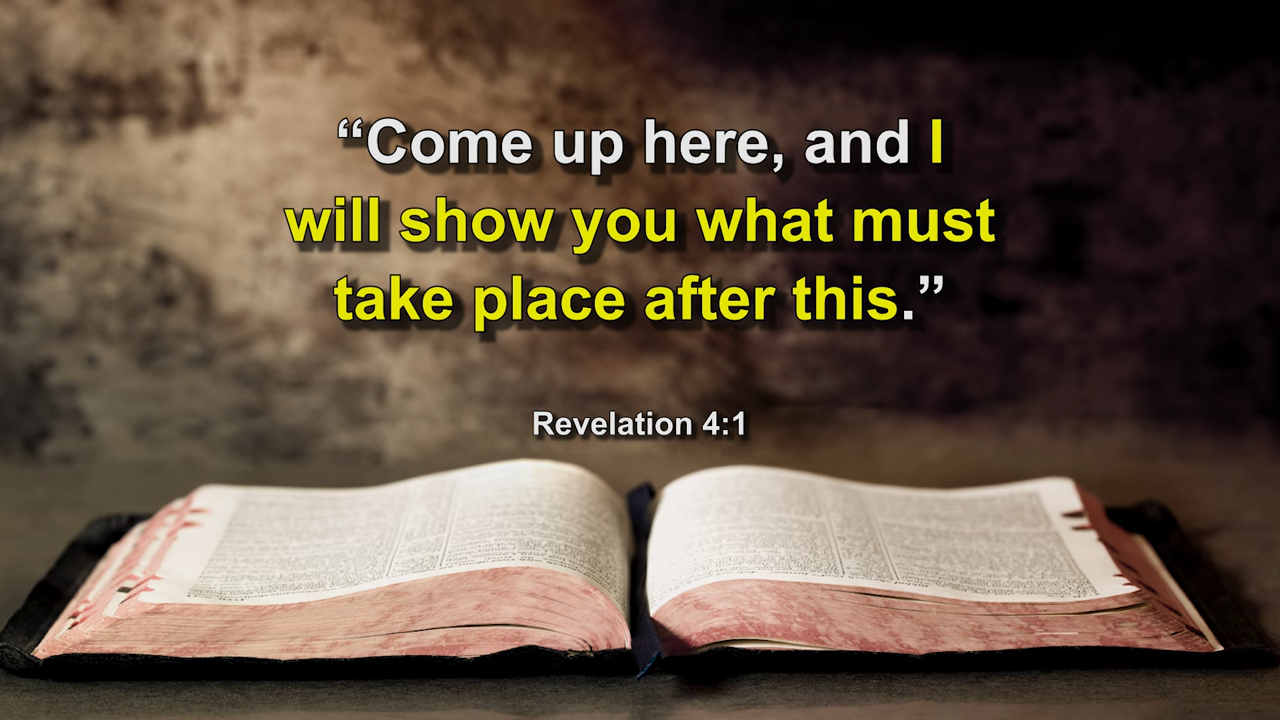 “Come up here, and I
will show you what must
take place after this.”
Revelation 4:1